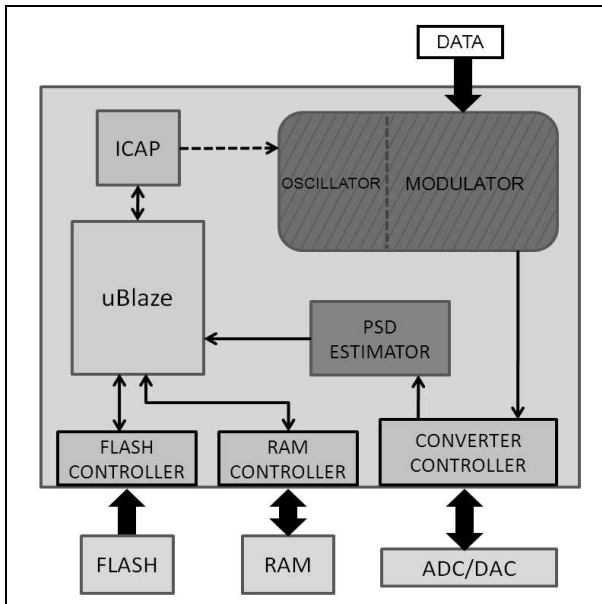 DATA
ICAP
OSCILLATOR
MODULATOR
uBlaze
PSD
ESTIMATOR
FLASH
CONTROLLER
RAM
CONTROLLER
CONVERTER
CONTROLLER
FLASH
RAM
ADC/DAC